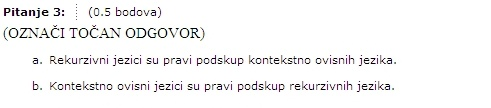 Pitanje 3: (0.5 bodova)
(OZNAČI TOČAN ODGOVOR)
a. Rekurzivni jezici su pravi podskup kontekstno ovisnih jezika.
b. Kontekstno ovisni jezici su pravi podskup rekurzivnih jezika.